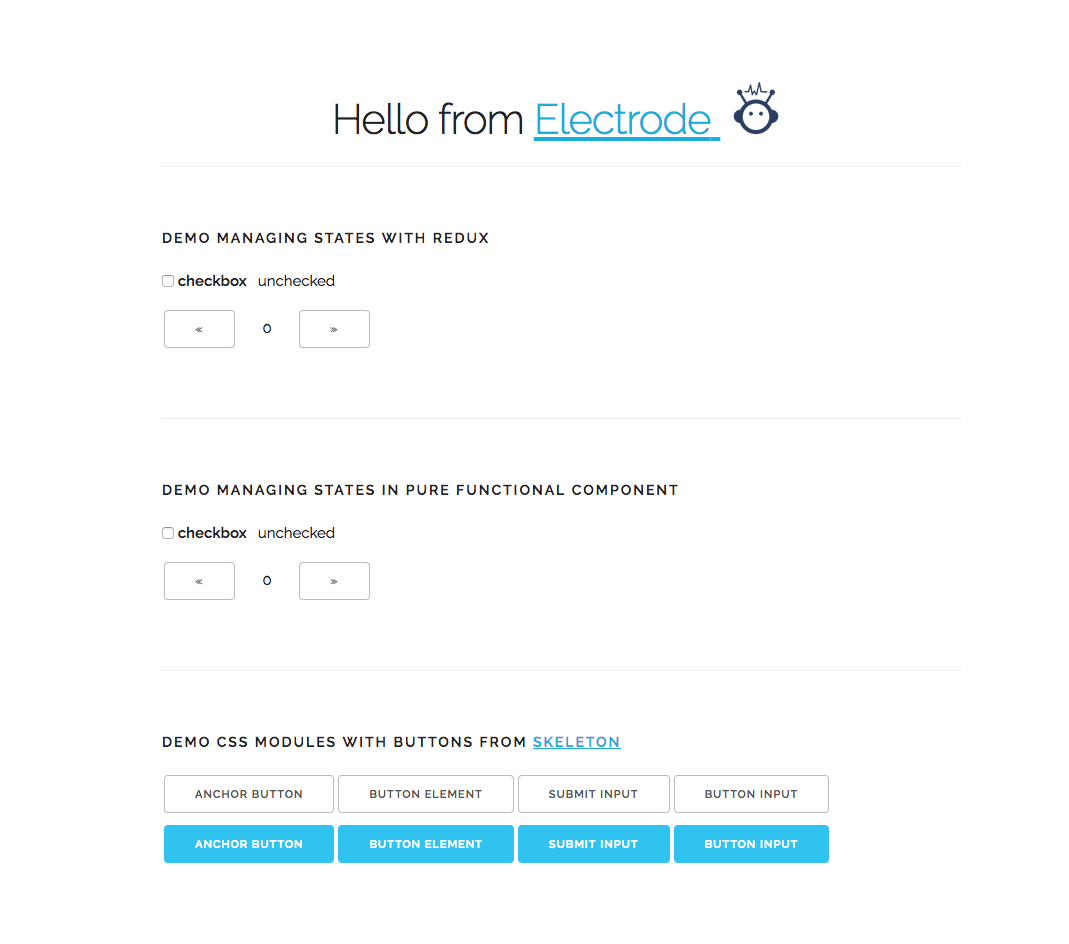 Hello from Electrode
DEMO MANAGING STATES WITH REDUX
checkbox unchecked
« 0 »
DEMO MANAGING STATES IN PURE FUNCTIONAL COMPONENT
checkbox unchecked
« 0 »
DEMO CSS MODULES WITH BUTTONS FROM SKELETON
ANCHOR BUTTON BUTTON ELEMENT SUBMIT INPUT BUTTON INPUT
ANCHOR BUTTON BUTTON ELEMENT SUBMIT INPUT BUTTON INPUT